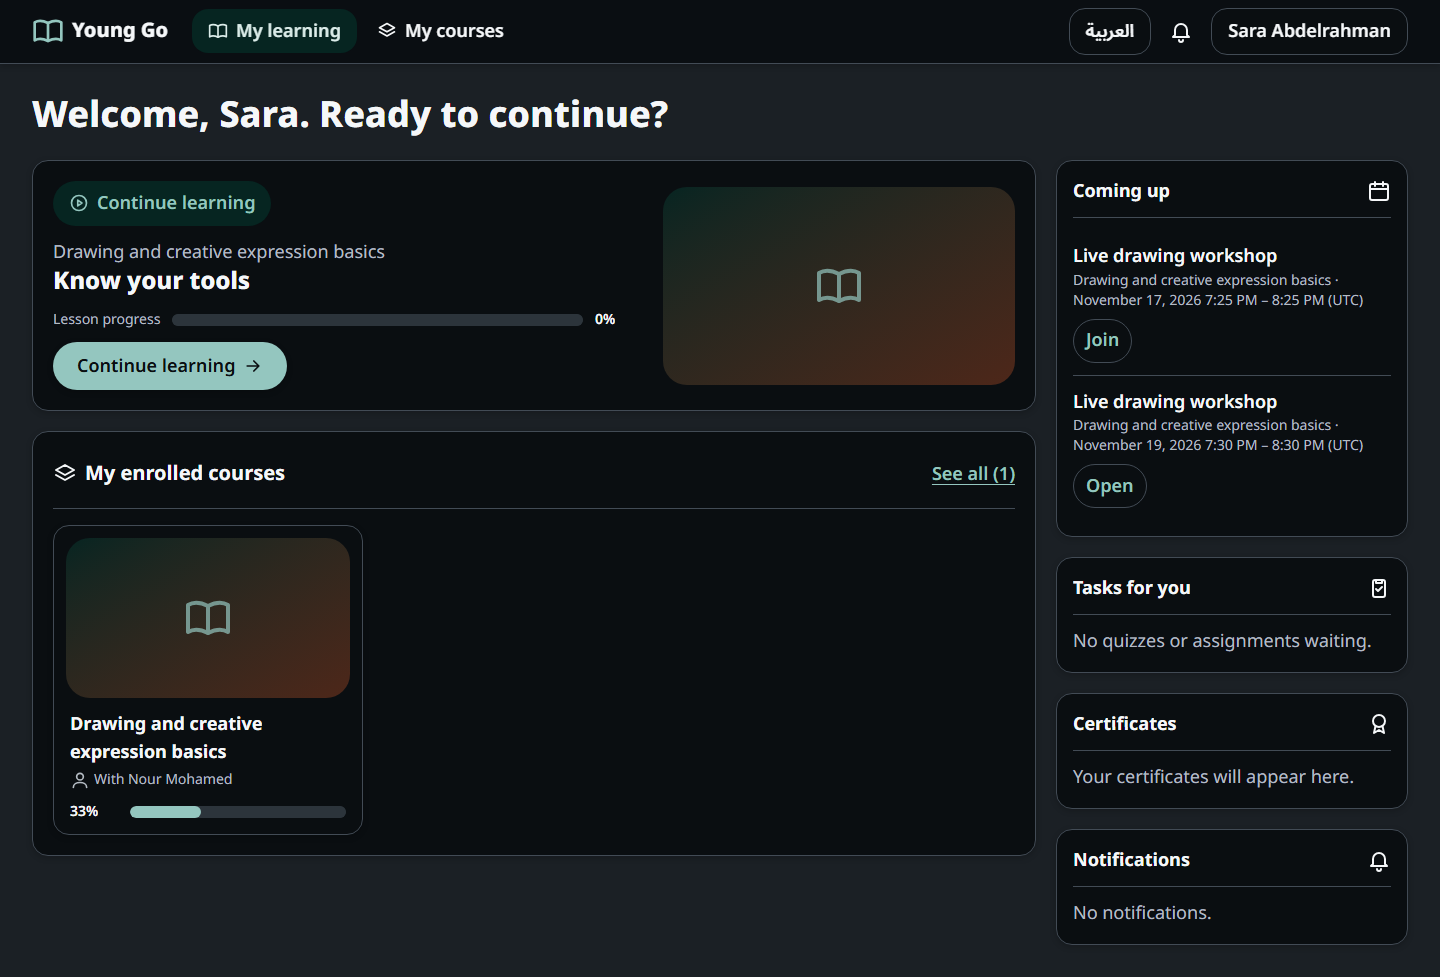 Young Go
My learning
My courses
العربية
Sara Abdelrahman
Welcome, Sara. Ready to continue?
Continue learning
Drawing and creative expression basics
Know your tools
Lesson progress
0%
Continue learning
My enrolled courses
See all (1)
Drawing and creative
expression basics
With Nour Mohamed
33%
Coming up
Live drawing workshop
Drawing and creative expression basics ·
November 17, 2026 7:25 PM – 8:25 PM (UTC)
Join
Live drawing workshop
Drawing and creative expression basics ·
November 19, 2026 7:30 PM – 8:30 PM (UTC)
Open
Tasks for you
No quizzes or assignments waiting.
Certificates
Your certificates will appear here.
Notifications
No notifications.